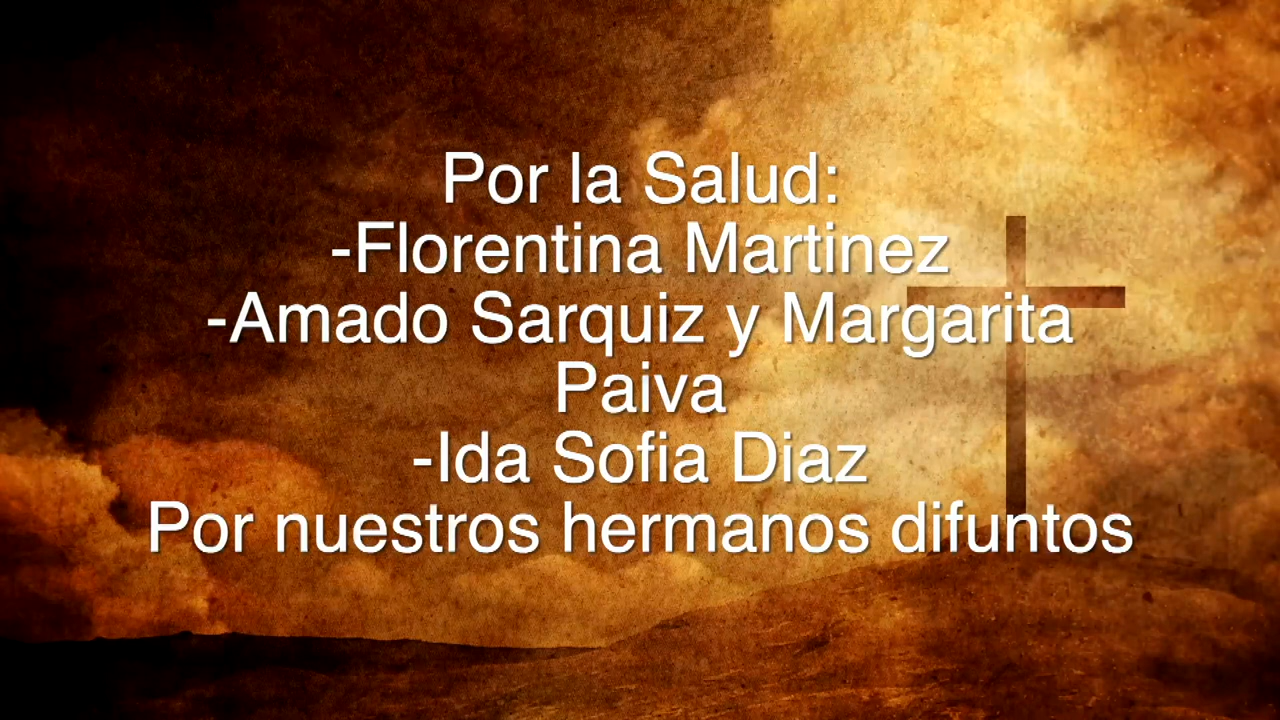 Por la Salud:
-Florentina Martinez
-Amado Sarquiz y Margarita
Paiva
-Ida Sofia Diaz
Por nuestros hermanos difuntos